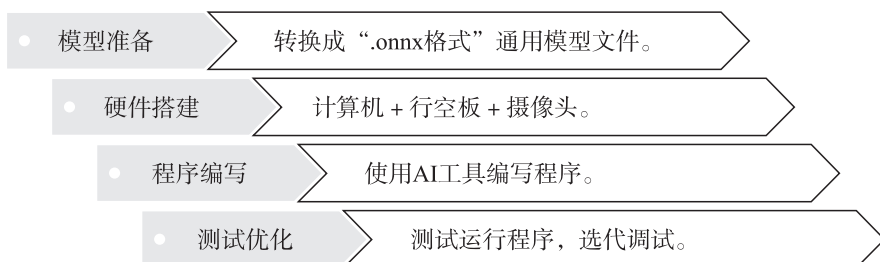 模型准备 转换成“.onnx格式”通用模型文件。
硬件搭建 计算机 + 行空板 + 摄像头。
程序编写 使用AI工具编写程序。
测试优化 测试运行程序，选代调试。